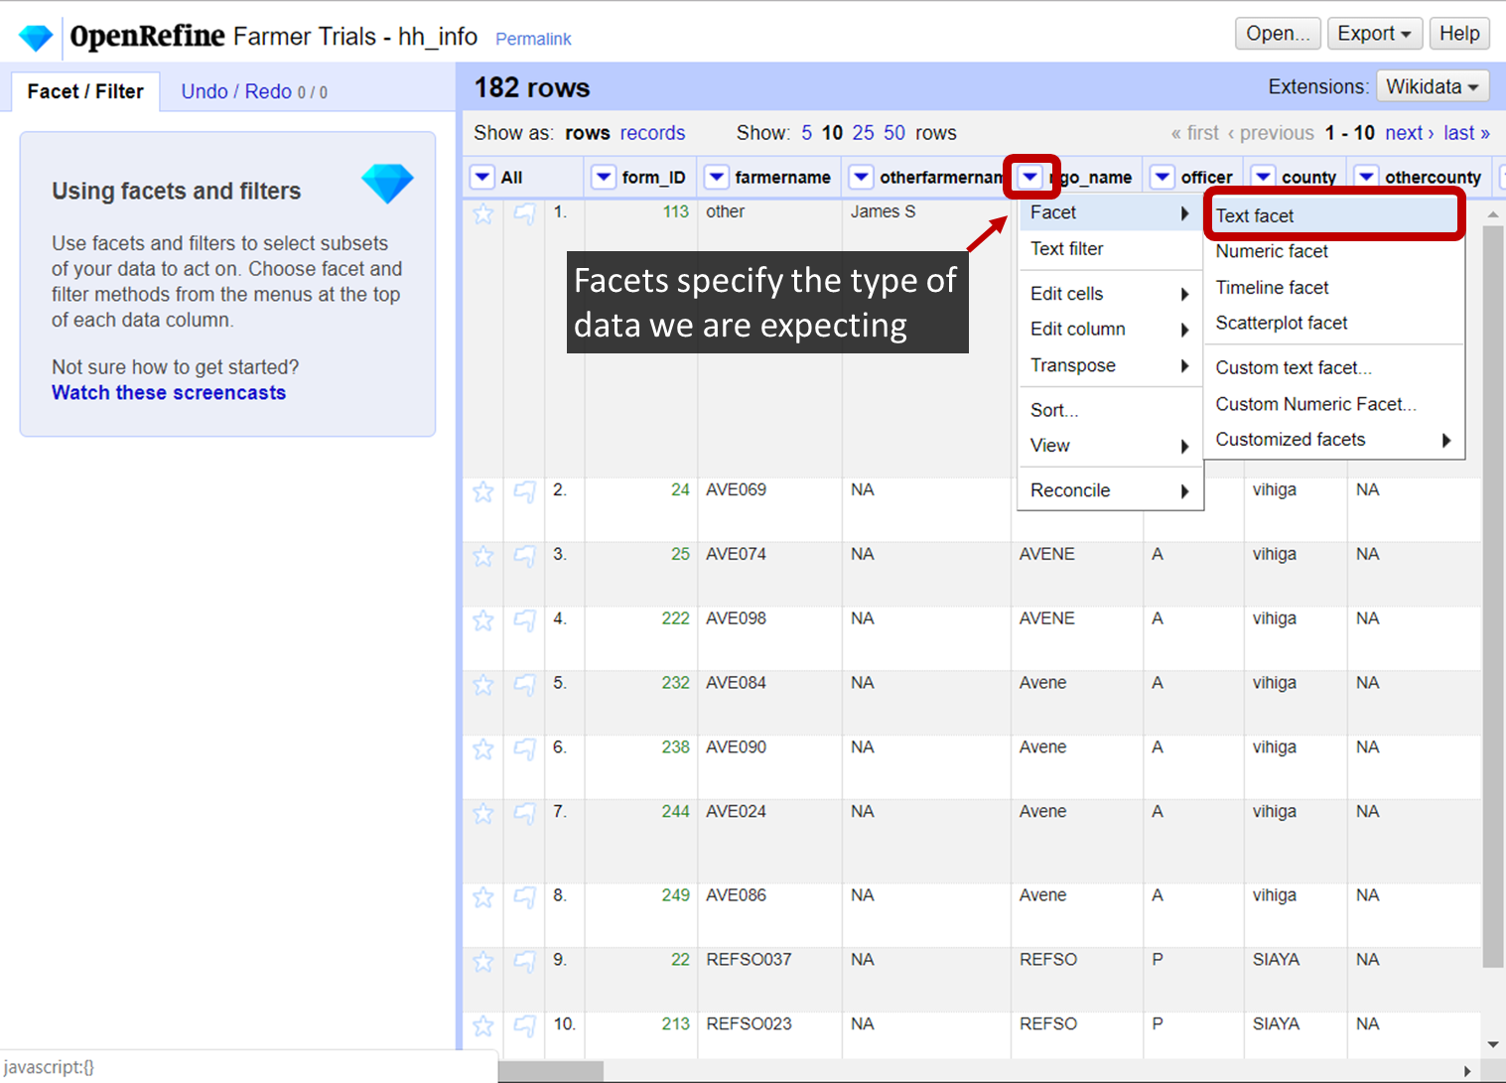 OpenRefine Farmer Trials - hh_info Permalink Open... Export Help
Facet / Filter Undo / Redo 0 / 0 182 rows Extensions: Wikidata
Show as: rows records Show: 5 10 25 50 rows « first ‹ previous 1 - 10 next › last »
All form_ID farmername otherfarmernam go_name officer county othercounty
1. 113 other James S
Using facets and filters
Use facets and filters to select subsets
of your data to act on. Choose facet and
filter methods from the menus at the top
of each data column.
Not sure how to get started?
Watch these screencasts
Facets specify the type of
data we are expecting
Facet
Text filter
Edit cells
Edit column
Transpose
Sort...
View
Reconcile
Text facet
Numeric facet
Timeline facet
Scatterplot facet
Custom text facet...
Custom Numeric Facet...
Customized facets
2. 24 AVE069 NA vihiga NA
3. 25 AVE074 NA AVENE A vihiga NA
4. 222 AVE098 NA AVENE A vihiga NA
5. 232 AVE084 NA Avene A vihiga NA
6. 238 AVE090 NA Avene A vihiga NA
7. 244 AVE024 NA Avene A vihiga NA
8. 249 AVE086 NA Avene A vihiga NA
9. 22 REFSO037 NA REFSO P SIAYA NA
10. 213 REFSO023 NA REFSO P SIAYA NA
javascript:{}